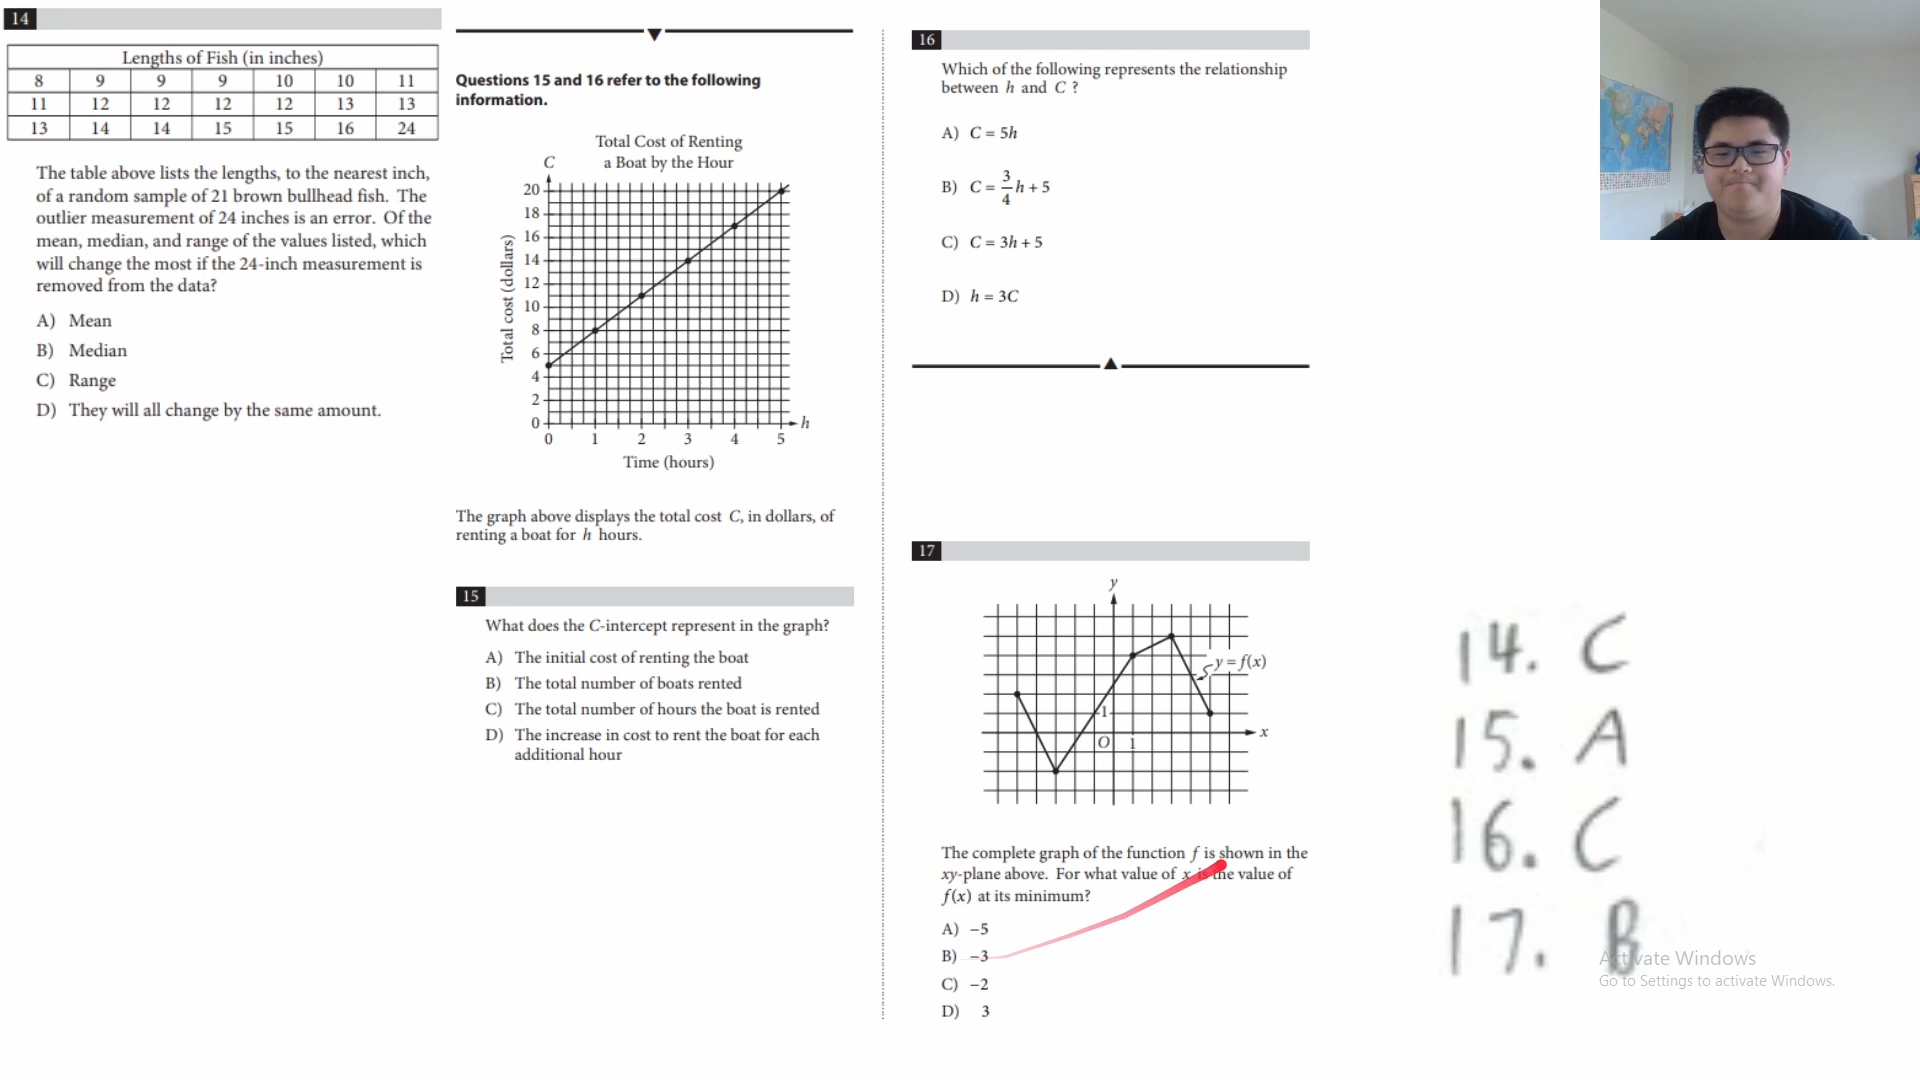 14
Lengths of Fish (in inches)
8 9 9 9 10 10 11
11 12 12 12 12 13 13
13 14 14 15 15 16 24
The table above lists the lengths, to the nearest inch,
of a random sample of 21 brown bullhead fish. The
outlier measurement of 24 inches is an error. Of the
mean, median, and range of the values listed, which
will change the most if the 24-inch measurement is
removed from the data?
A) Mean
B) Median
C) Range
D) They will all change by the same amount.
Questions 15 and 16 refer to the following
information.
Total Cost of Renting
a Boat by the Hour
C
Total cost (dollars)
20
18
16
14
12
10
8
6
4
2
0
h
0 1 2 3 4 5
Time (hours)
The graph above displays the total cost C, in dollars, of
renting a boat for h hours.
15
What does the C-intercept represent in the graph?
A) The initial cost of renting the boat
B) The total number of boats rented
C) The total number of hours the boat is rented
D) The increase in cost to rent the boat for each
additional hour
16
Which of the following represents the relationship
between h and C ?
A) C = 5h
B) C = 3/4 h + 5
C) C = 3h + 5
D) h = 3C
17
y
y = f(x)
1
O 1
x
The complete graph of the function f is shown in the
xy-plane above. For what value of x is the value of
f(x) at its minimum?
A) −5
B) −3
C) −2
D) 3
14. C
15. A
16. C
17. B
Activate Windows
Go to Settings to activate Windows.